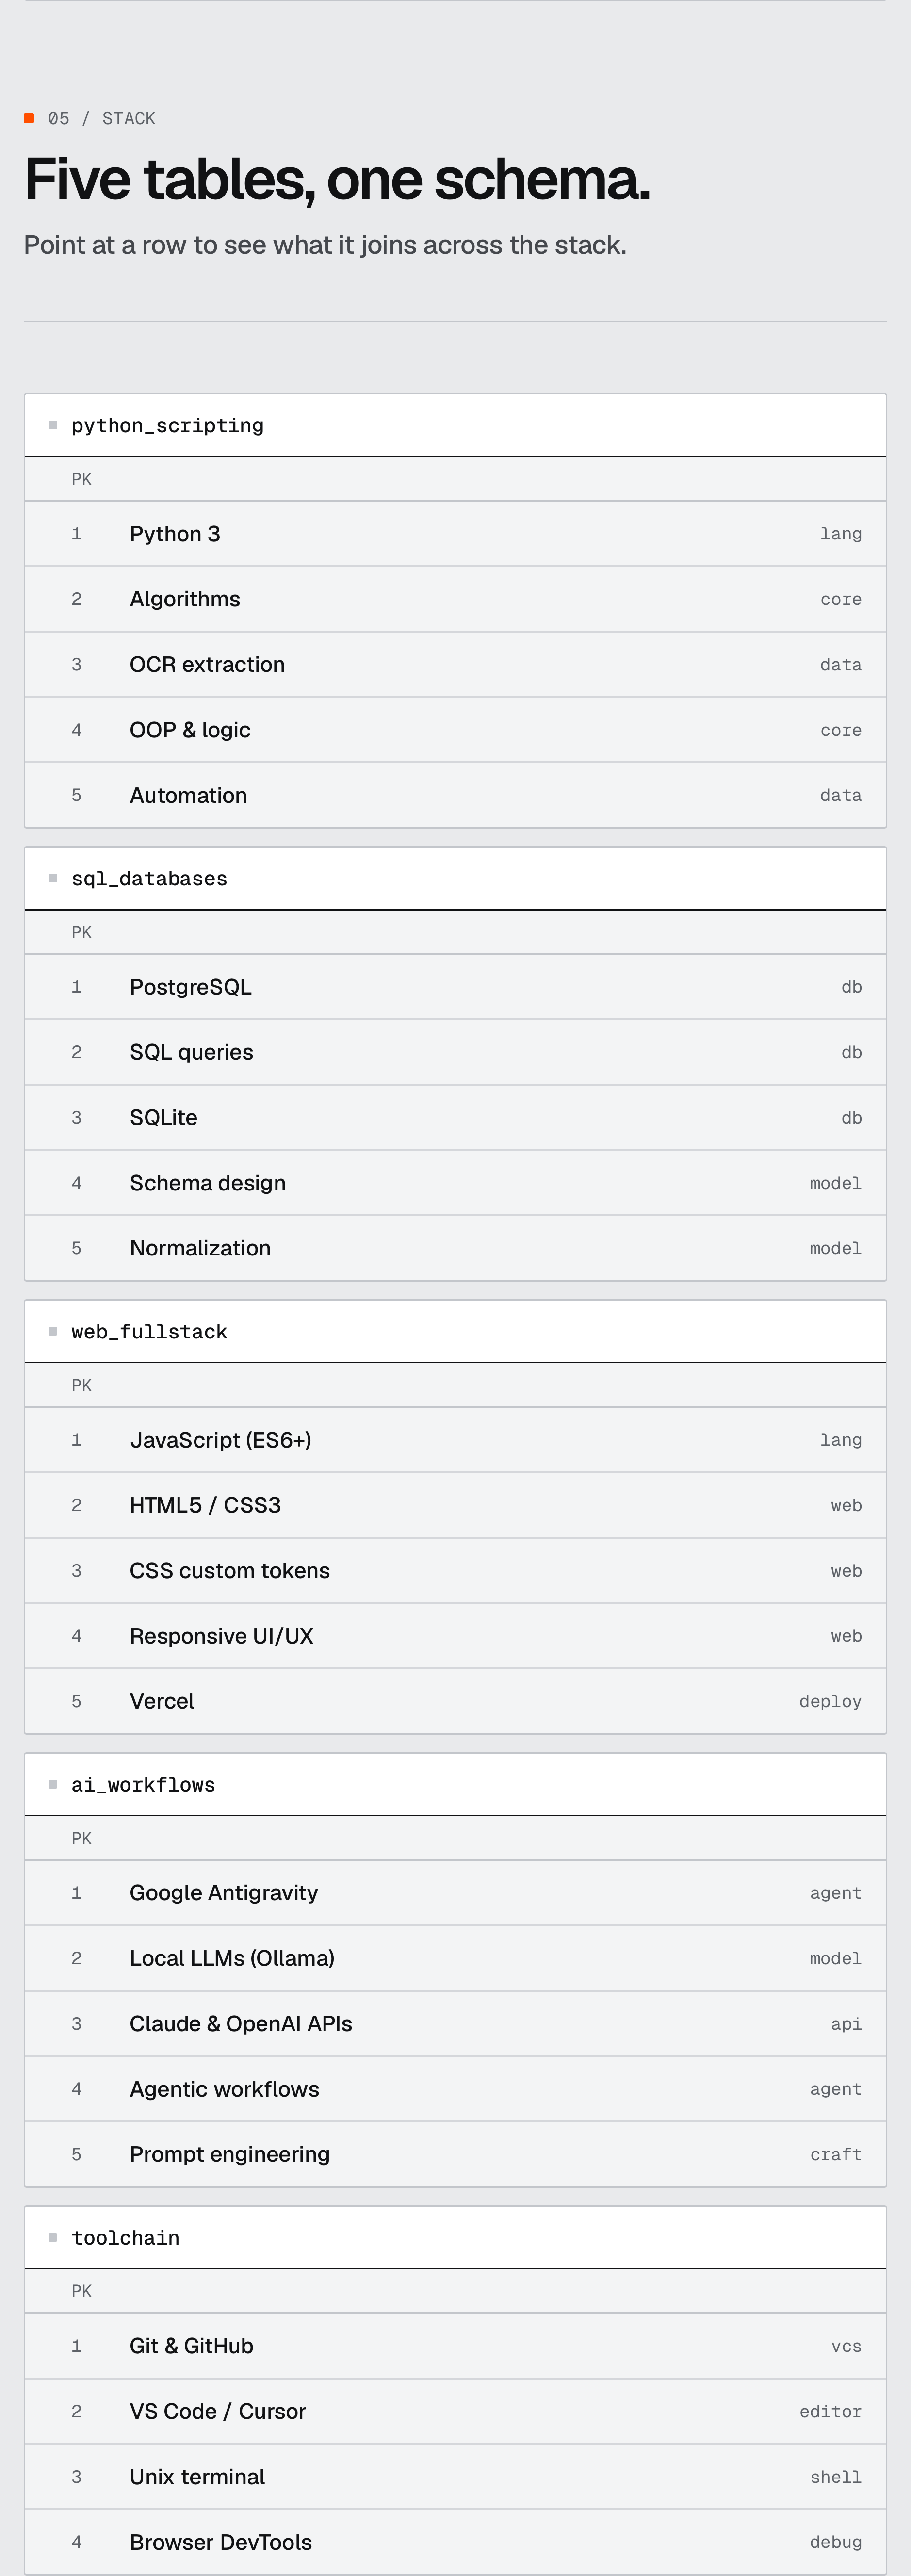 05 / STACK
Five tables, one schema.
Point at a row to see what it joins across the stack.
python_scripting
PK
1 Python 3 lang
2 Algorithms core
3 OCR extraction data
4 OOP & logic core
5 Automation data
sql_databases
PK
1 PostgreSQL db
2 SQL queries db
3 SQLite db
4 Schema design model
5 Normalization model
web_fullstack
PK
1 JavaScript (ES6+) lang
2 HTML5 / CSS3 web
3 CSS custom tokens web
4 Responsive UI/UX web
5 Vercel deploy
ai_workflows
PK
1 Google Antigravity agent
2 Local LLMs (Ollama) model
3 Claude & OpenAI APIs api
4 Agentic workflows agent
5 Prompt engineering craft
toolchain
PK
1 Git & GitHub vcs
2 VS Code / Cursor editor
3 Unix terminal shell
4 Browser DevTools debug